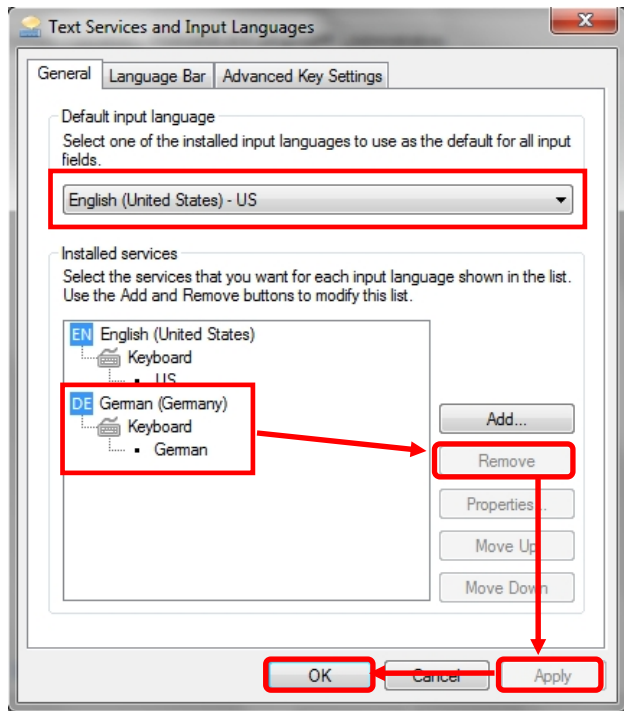 Text Services and Input Languages
General
Language Bar
Advanced Key Settings
Default input language
Select one of the installed input languages to use as the default for all input
fields.
English (United States) - US
Installed services
Select the services that you want for each input language shown in the list.
Use the Add and Remove buttons to modify this list.
EN English (United States)
Keyboard
US
DE German (Germany)
Keyboard
German
Add...
Remove
Properties...
Move Up
Move Down
OK
Cancel
Apply